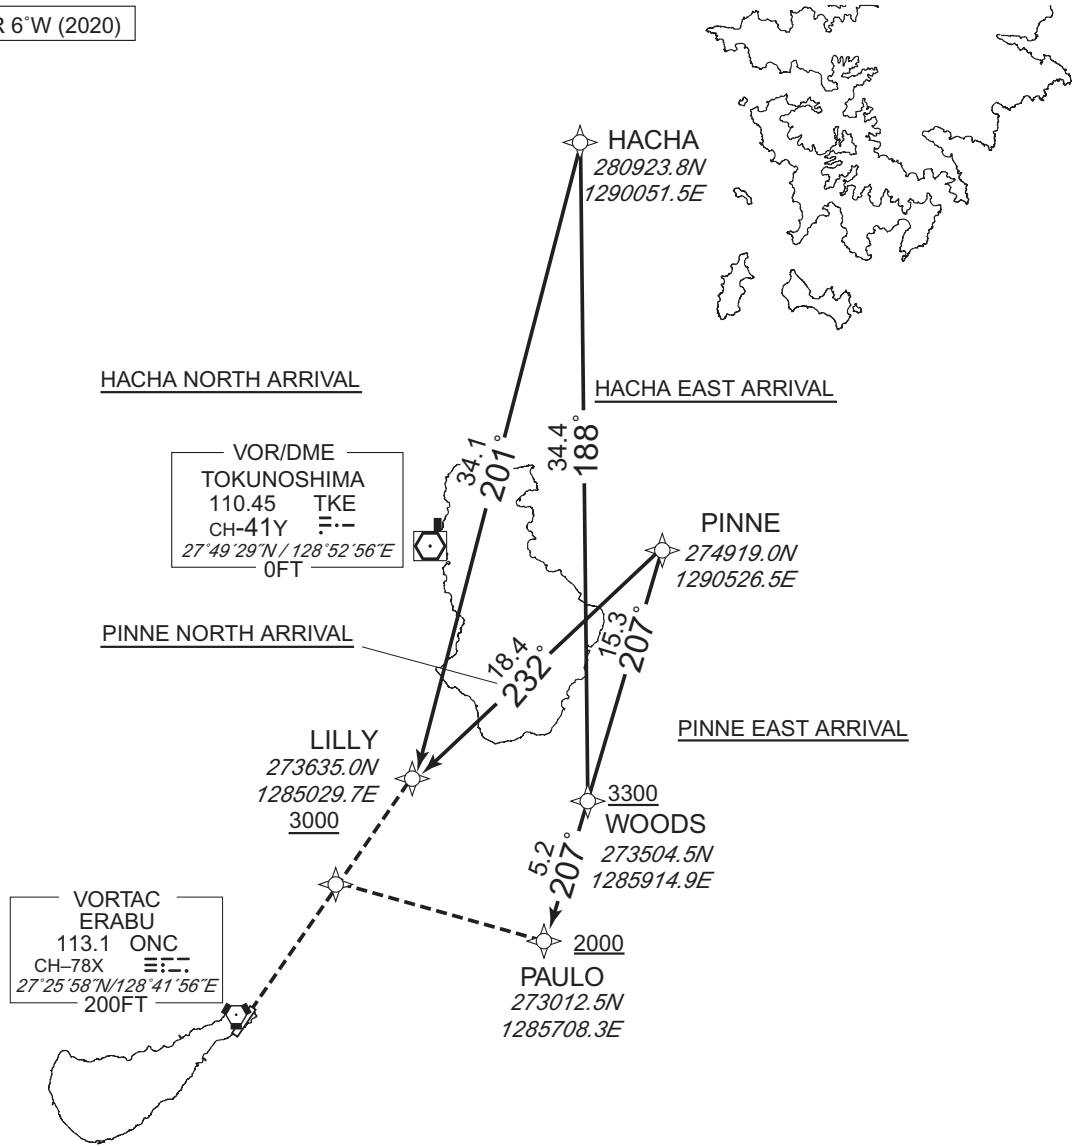 R 6˚W (2020)
HACHA
280923.8N
1290051.5E
HACHA NORTH ARRIVAL
HACHA EAST ARRIVAL
34.1
201˚
34.4
188˚
VOR/DME
TOKUNOSHIMA
110.45 TKE
CH-41Y
27˚49´29˝N / 128˚52´56˝E
0FT
PINNE
274919.0N
1290526.5E
PINNE NORTH ARRIVAL
18.4
232˚
15.3
207˚
PINNE EAST ARRIVAL
LILLY
273635.0N
1285029.7E
3000
3300
WOODS
273504.5N
1285914.9E
5.2
207˚
VORTAC
ERABU
113.1 ONC
CH–78X
27˚25´58˝N/128˚41´56˝E
200FT
2000
PAULO
273012.5N
1285708.3E